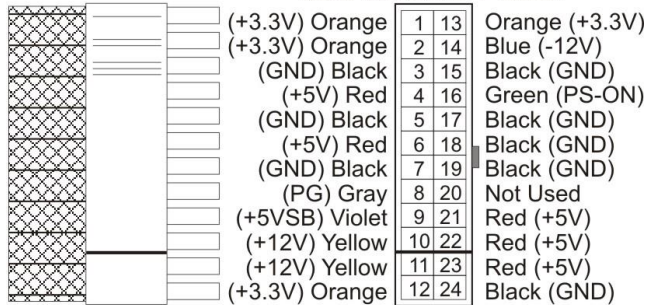 (+3.3V) Orange 1 13 Orange (+3.3V)
(+3.3V) Orange 2 14 Blue (-12V)
(GND) Black 3 15 Black (GND)
(+5V) Red 4 16 Green (PS-ON)
(GND) Black 5 17 Black (GND)
(+5V) Red 6 18 Black (GND)
(GND) Black 7 19 Black (GND)
(PG) Gray 8 20 Not Used
(+5VSB) Violet 9 21 Red (+5V)
(+12V) Yellow 10 22 Red (+5V)
(+12V) Yellow 11 23 Red (+5V)
(+3.3V) Orange 12 24 Black (GND)